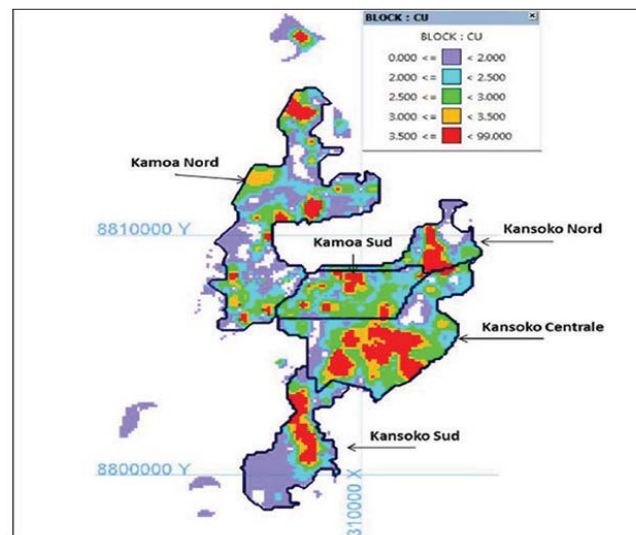 BLOCK : CU
BLOCK : CU
0.000 <= < 2.000
2.000 <= < 2.500
2.500 <= < 3.000
3.000 <= < 3.500
3.500 <= < 99.000
Kamoa Nord
8810000 Y
Kamoa Sud
Kansoko Nord
Kansoko Centrale
Kansoko Sud
8800000 Y
310000 X